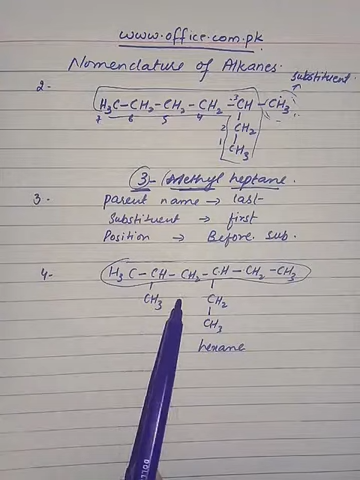 www.office.com.pk
Nomenclature of Alkanes.
substituent
2-
H₃C-CH₂-CH₂-CH₂-CH-CH₃
7 6 5 4 3
2 CH₂
1 CH₃
3-Methyl heptane.
3- parent name → last
substituent → first
Position → Before sub.
4- H₃C-CH-CH₂-CH-CH₂-CH₃
CH₃ CH₂
CH₃
hexane
DOLL